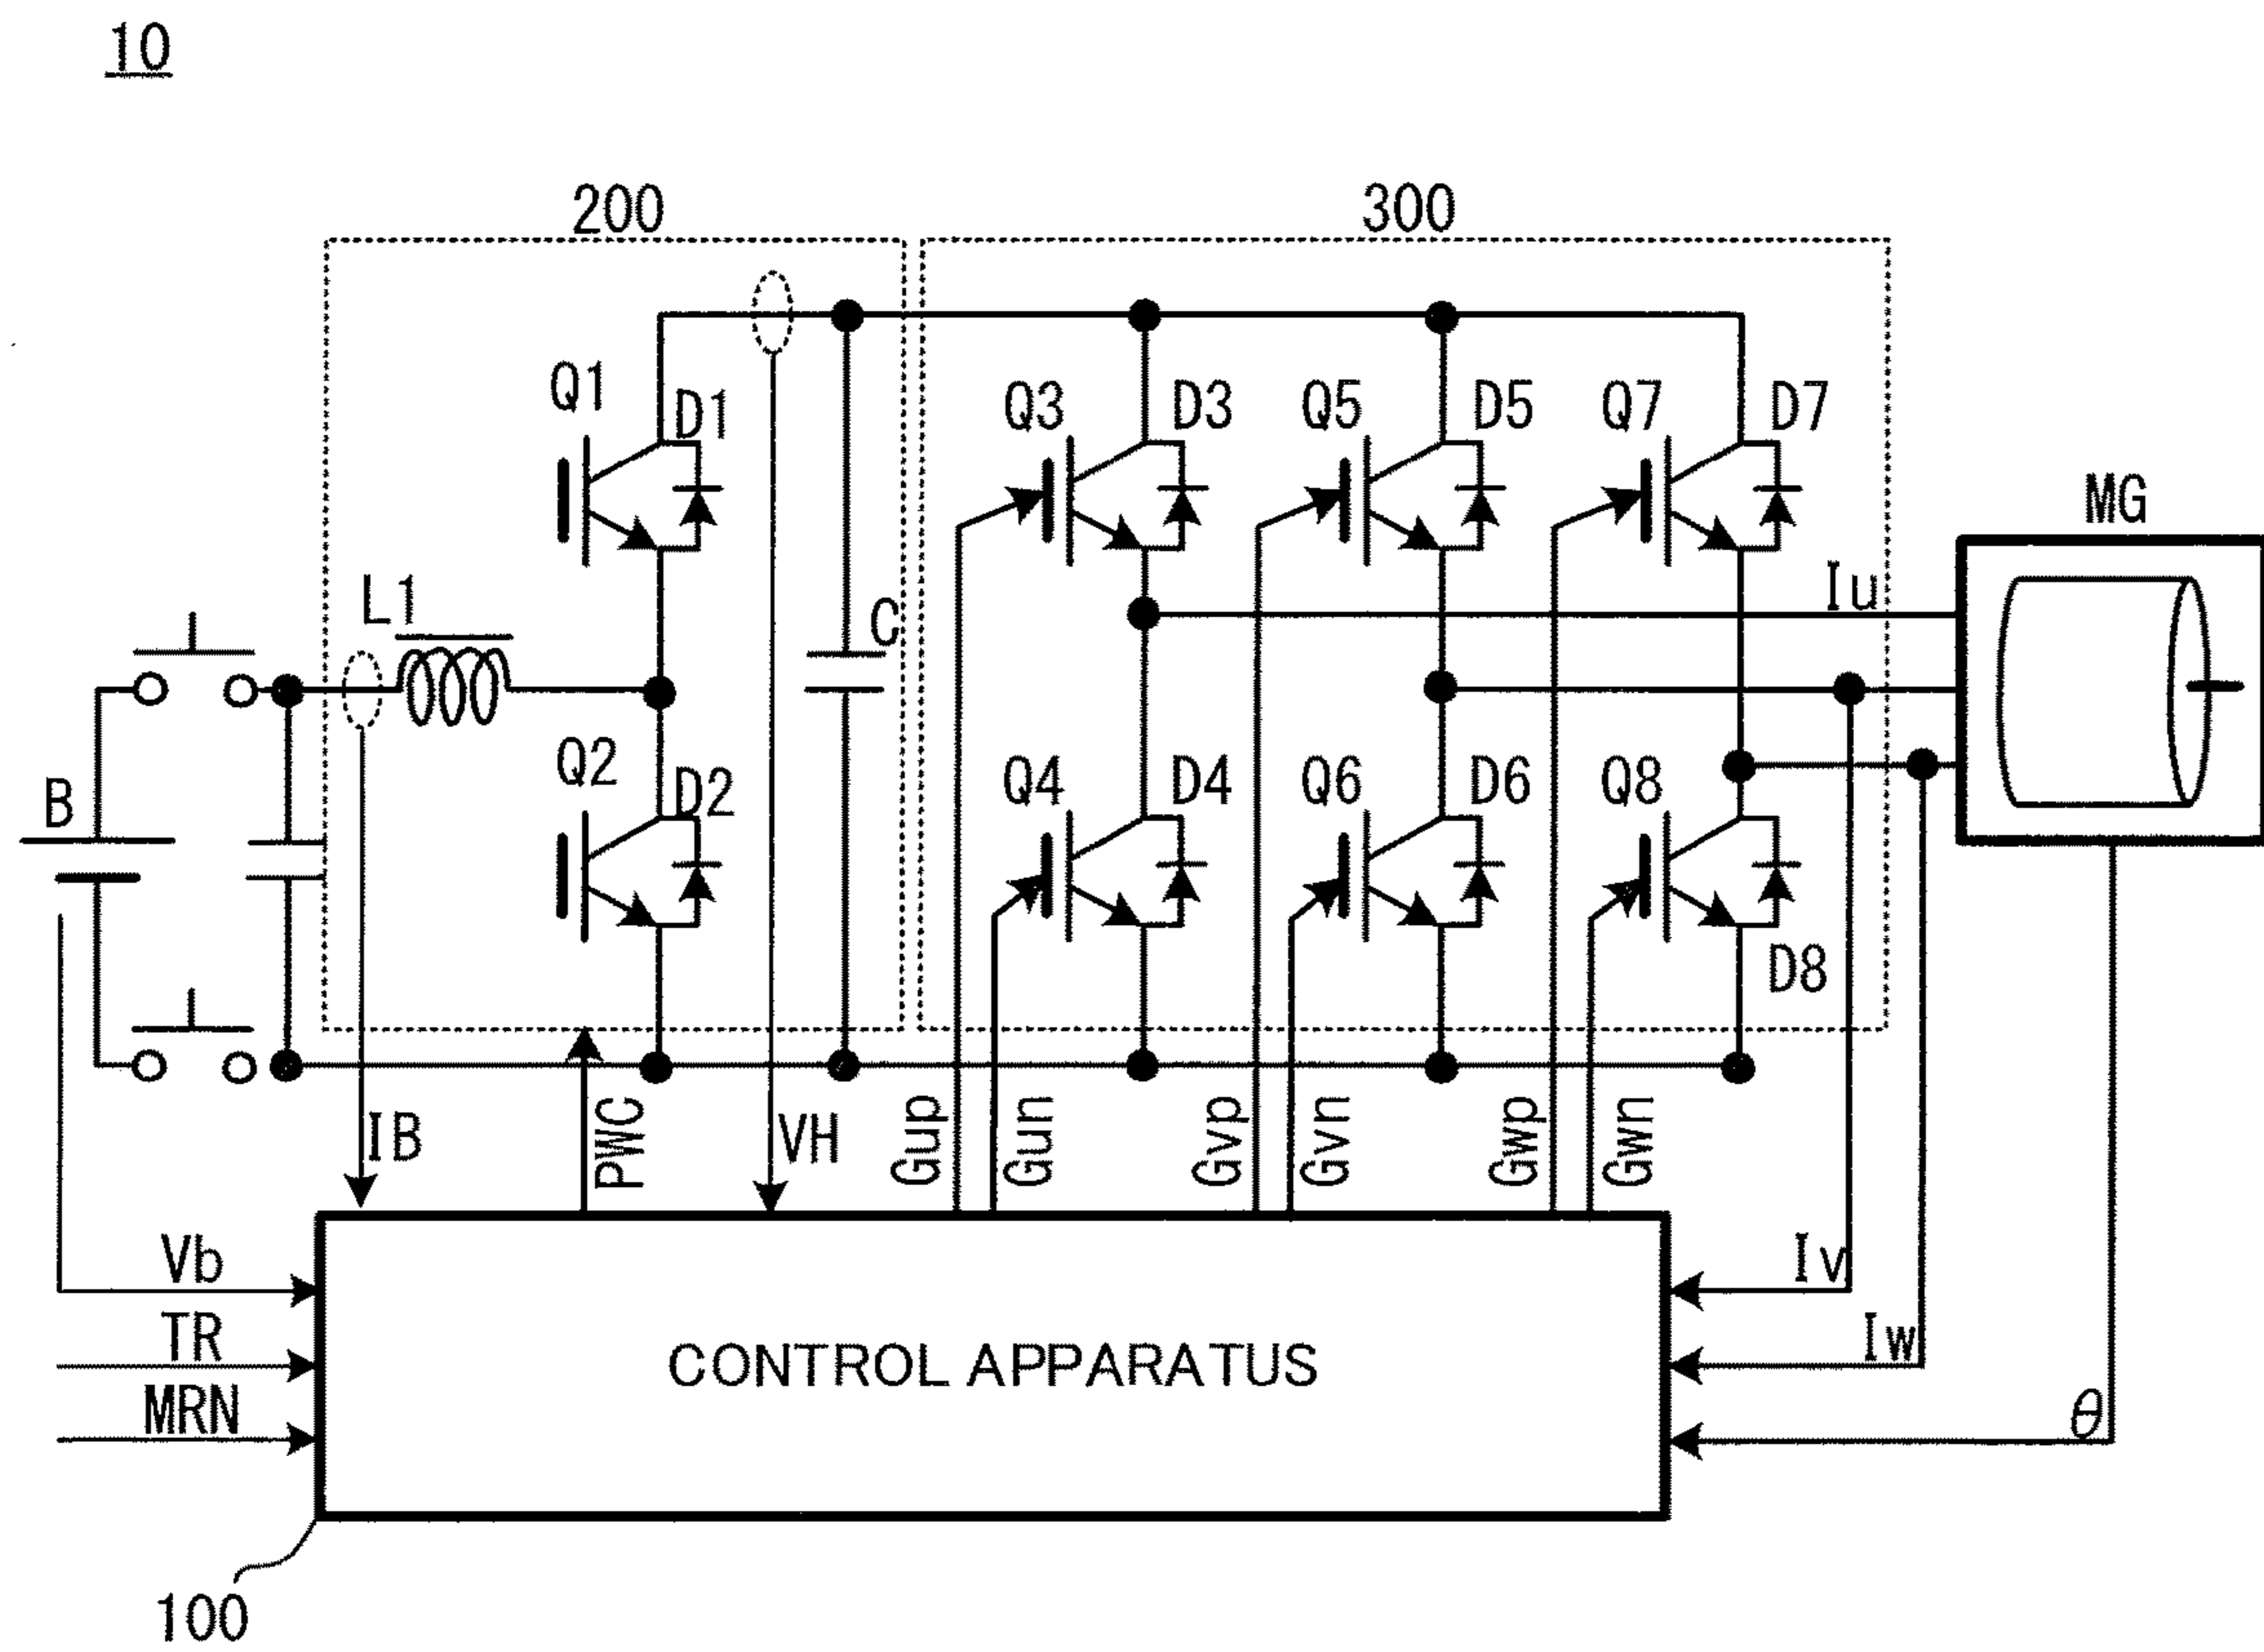 10
200
300
Q1
D1
Q3
D3
Q5
D5
Q7
D7
MG
L1
C
Iu
Q2
D2
Q4
D4
Q6
D6
Q8
D8
B
IB
PWC
VH
Gup
Gun
Gvp
Gvn
Gwp
Gwn
Vb
TR
MRN
CONTROL APPARATUS
Iv
Iw
θ
100